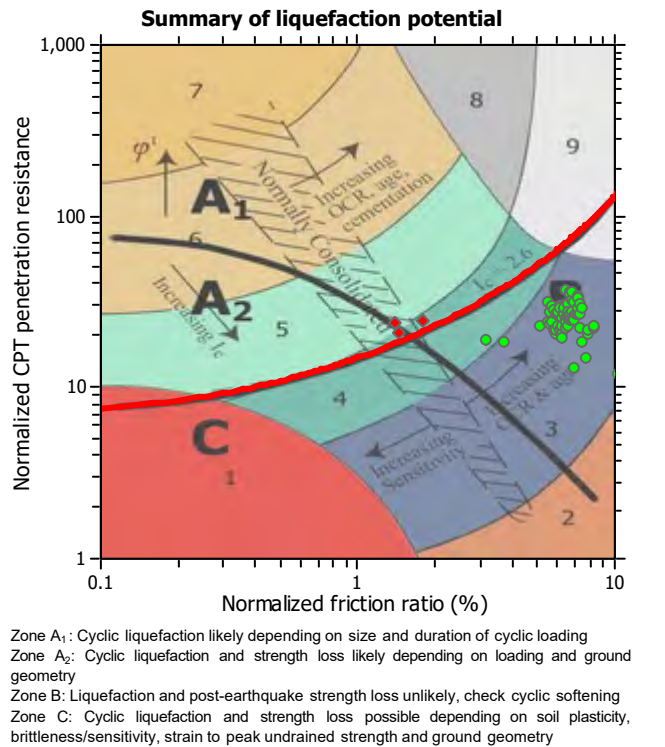 Summary of liquefaction potential
1,000
100
10
1
Normalized CPT penetration resistance
7
8
9
φ'
A1
Increasing
OCR, age,
cementation
Normally Consolidated
6
A2
Increasing Ic
5
Ic = 2.6
B
4
C
1
Increasing
OCR & age
Increasing
Sensitivity
3
2
0.1
1
10
Normalized friction ratio (%)
Zone A1: Cyclic liquefaction likely depending on size and duration of cyclic loading
Zone A2: Cyclic liquefaction and strength loss likely depending on loading and ground
geometry
Zone B: Liquefaction and post-earthquake strength loss unlikely, check cyclic softening
Zone C: Cyclic liquefaction and strength loss possible depending on soil plasticity,
brittleness/sensitivity, strain to peak undrained strength and ground geometry